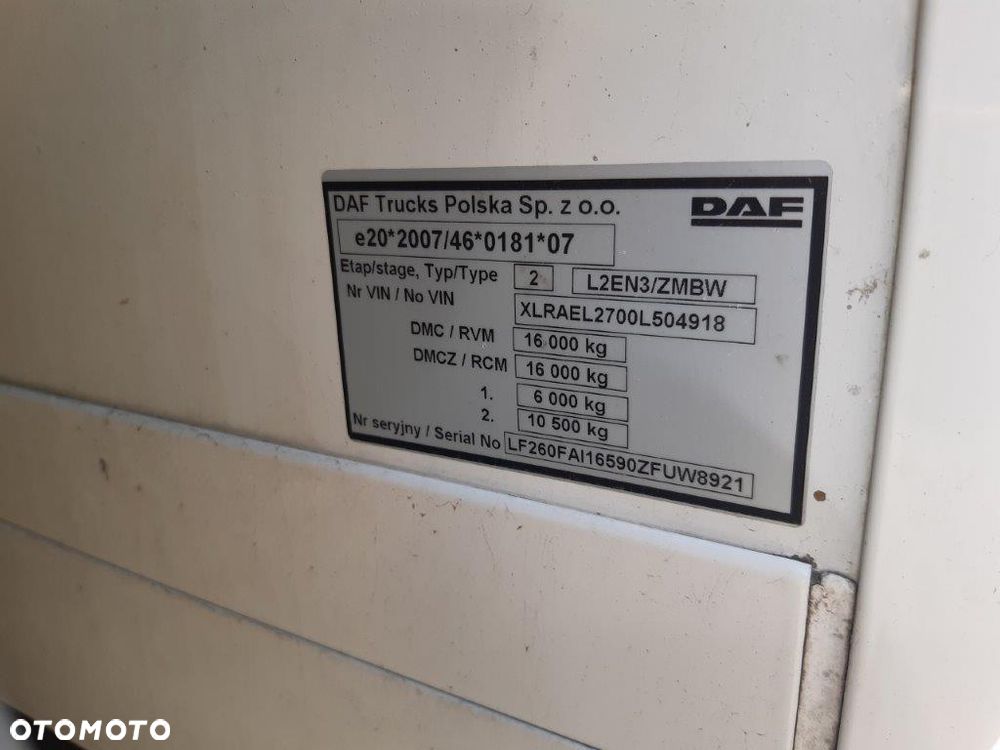 DAF Trucks Polska Sp. z o.o.
DAF
e20*2007/46*0181*07
Etap/stage, Typ/Type 2 L2EN3/ZMBW
Nr VIN / No VIN XLRAEL2700L504918
DMC / RVM 16 000 kg
DMCZ / RCM 16 000 kg
1. 6 000 kg
2. 10 500 kg
Nr seryjny / Serial No LF260FAI16590ZFUW8921
OTOMOTO